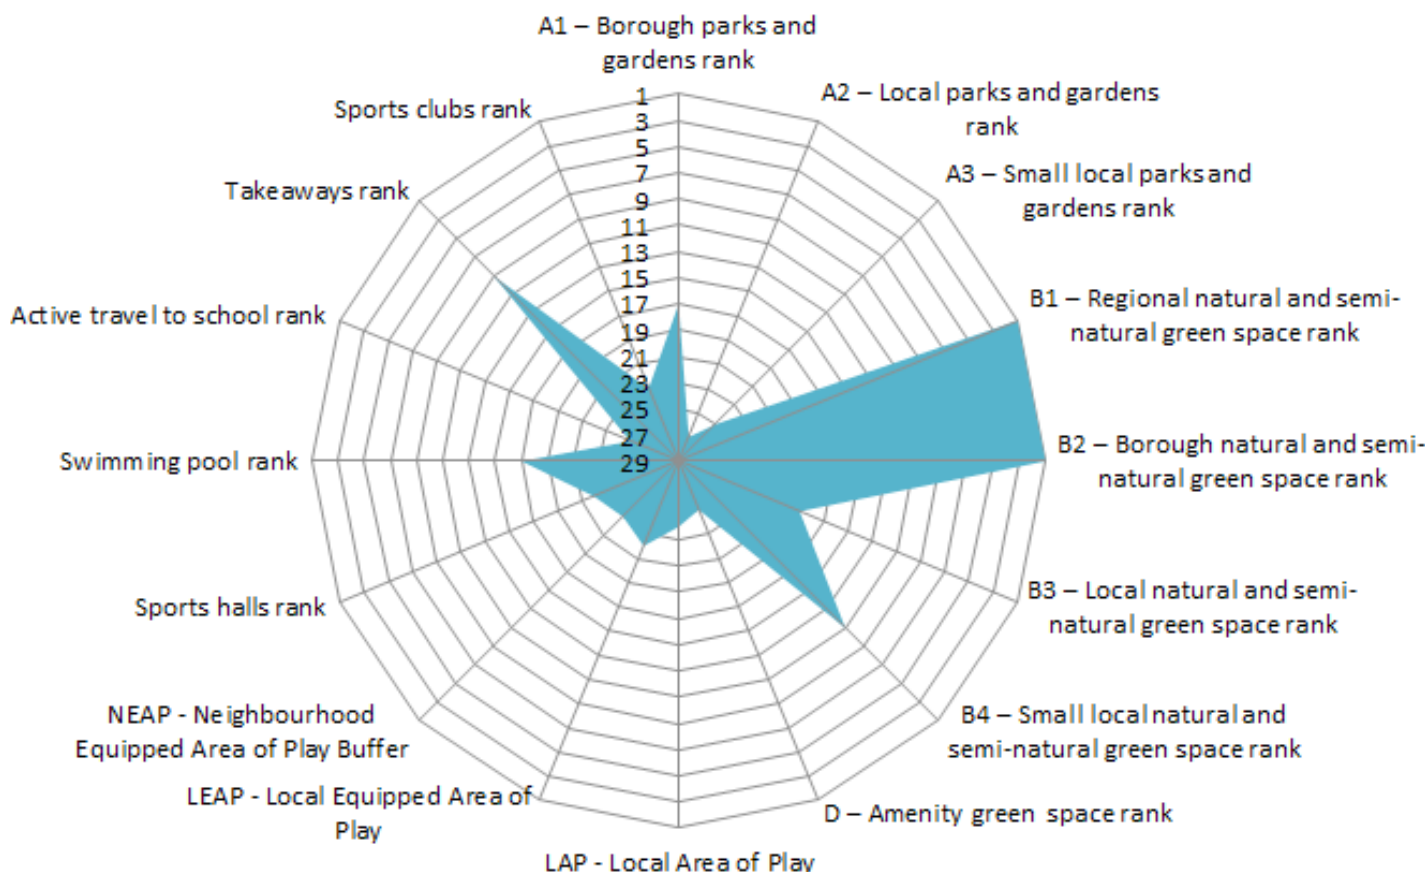 A1 – Borough parks and
gardens rank
A2 – Local parks and gardens
rank
A3 – Small local parks and
gardens rank
B1 – Regional natural and semi-
natural green space rank
B2 – Borough natural and semi-
natural green space rank
B3 – Local natural and semi-
natural green space rank
B4 – Small local natural and
semi-natural green space rank
D – Amenity green space rank
LAP - Local Area of Play
LEAP - Local Equipped Area of
Play
NEAP - Neighbourhood
Equipped Area of Play Buffer
Sports halls rank
Swimming pool rank
Active travel to school rank
Takeaways rank
Sports clubs rank
1
3
5
7
9
11
13
15
17
19
21
23
25
27
29